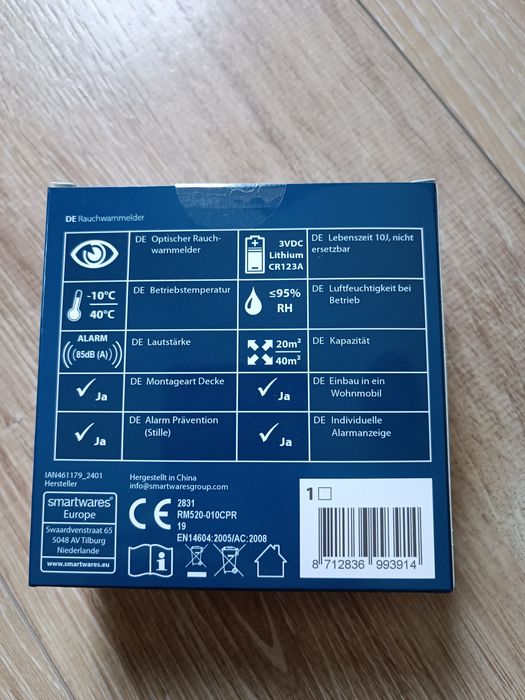 DE Rauchwarnmelder
DE Optischer Rauch-
warnmelder
3VDC
Lithium
CR123A
DE Lebenszeit 10J, nicht
ersetzbar
-10°C
40°C
DE Betriebstemperatur
≤95%
RH
DE Luftfeuchtigkeit bei
Betrieb
ALARM
(85dB (A))
DE Lautstärke
20m²
40m²
DE Kapazität
Ja
DE Montageart Decke
Ja
DE Einbau in ein
Wohnmobil
Ja
DE Alarm Prävention
(Stille)
Ja
DE Individuelle
Alarmanzeige
IAN461179_2401
Hersteller
smartwares®
Europe
Swaardvenstraat 65
5048 AV Tilburg
Niederlande
www.smartwares.eu
Hergestellt in China
info@smartwaresgroup.com
CE
2831
RM520-010CPR
19
EN14604:2005/AC:2008
i
1
8 712836 993914